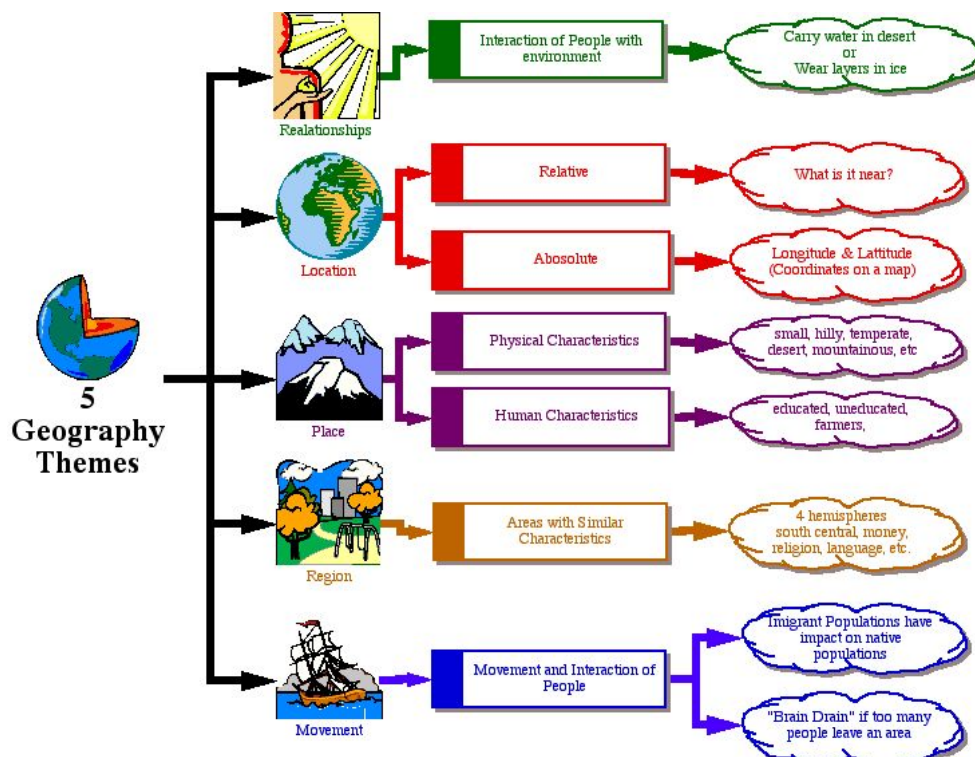 5
Geography
Themes
Realationships
Interaction of People with
environment
Carry water in desert
or
Wear layers in ice
Location
Relative
What is it near?
Abosolute
Longitude & Lattitude
(Coordinates on a map)
Place
Physical Characteristics
small, hilly, temperate,
desert, mountainous, etc
Human Characteristics
educated, uneducated,
farmers,
Region
Areas with Similar
Characteristics
4 hemispheres
south central, money,
religion, language, etc.
Movement
Movement and Interaction of
People
Imigrant Populations have
impact on native
populations
"Brain Drain" if too many
people leave an area